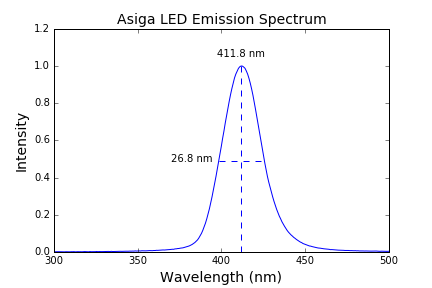 Asiga LED Emission Spectrum
1.2
411.8 nm
1.0
0.8
Intensity
0.6
26.8 nm
0.4
0.2
0.0
300 350 400 450 500
Wavelength (nm)